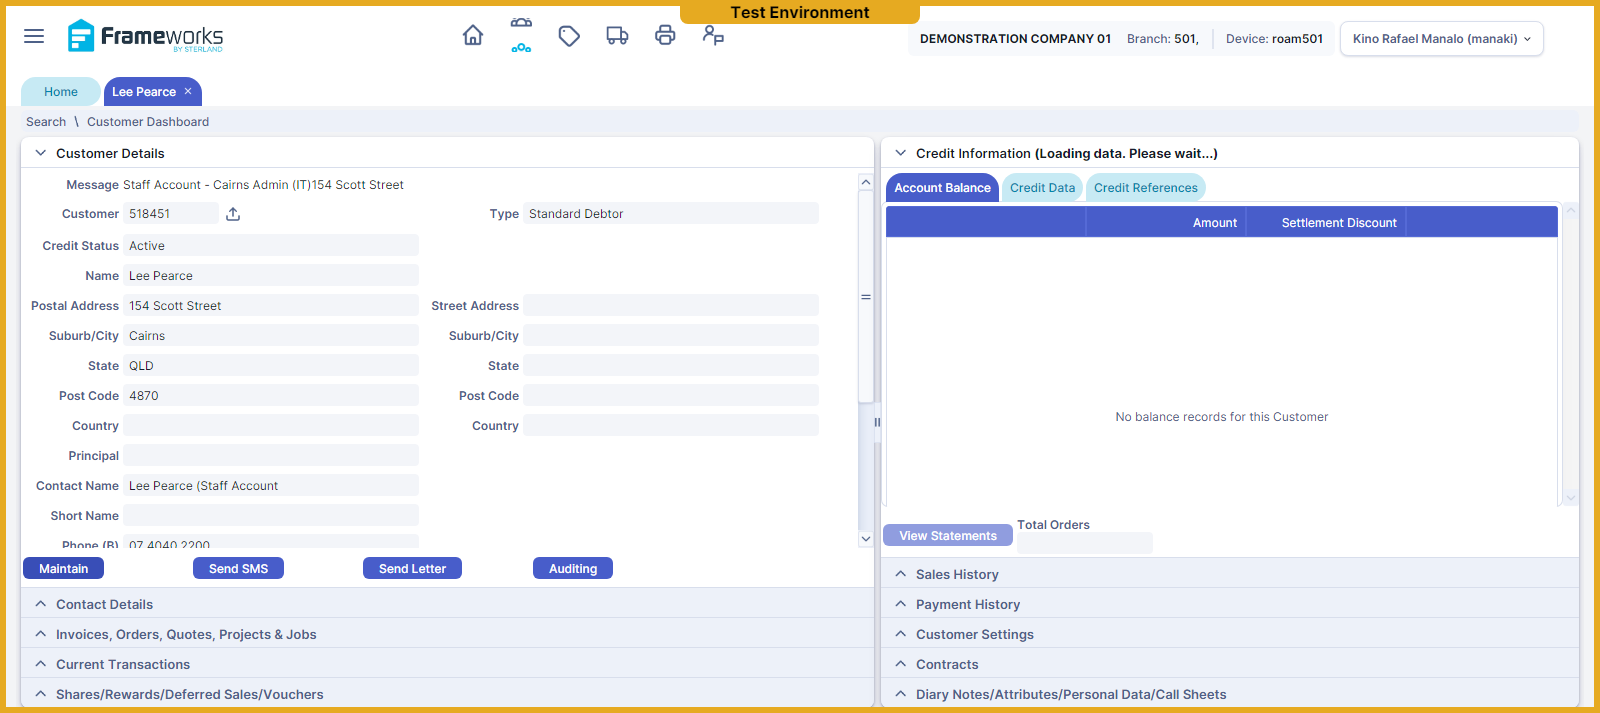 Test Environment
Frameworks
BY STERLAND
DEMONSTRATION COMPANY 01 Branch: 501, Device: roam501 Kino Rafael Manalo (manaki)
Home Lee Pearce ×
Search \ Customer Dashboard
Customer Details
Message Staff Account - Cairns Admin (IT)154 Scott Street
Customer 518451 Type Standard Debtor
Credit Status Active
Name Lee Pearce
Postal Address 154 Scott Street Street Address
Suburb/City Cairns Suburb/City
State QLD State
Post Code 4870 Post Code
Country Country
Principal
Contact Name Lee Pearce (Staff Account
Short Name
Phone (B) 07 4040 2200
Maintain Send SMS Send Letter Auditing
Contact Details
Invoices, Orders, Quotes, Projects & Jobs
Current Transactions
Shares/Rewards/Deferred Sales/Vouchers
Credit Information (Loading data. Please wait...)
Account Balance Credit Data Credit References
Amount Settlement Discount
No balance records for this Customer
View Statements Total Orders
Sales History
Payment History
Customer Settings
Contracts
Diary Notes/Attributes/Personal Data/Call Sheets